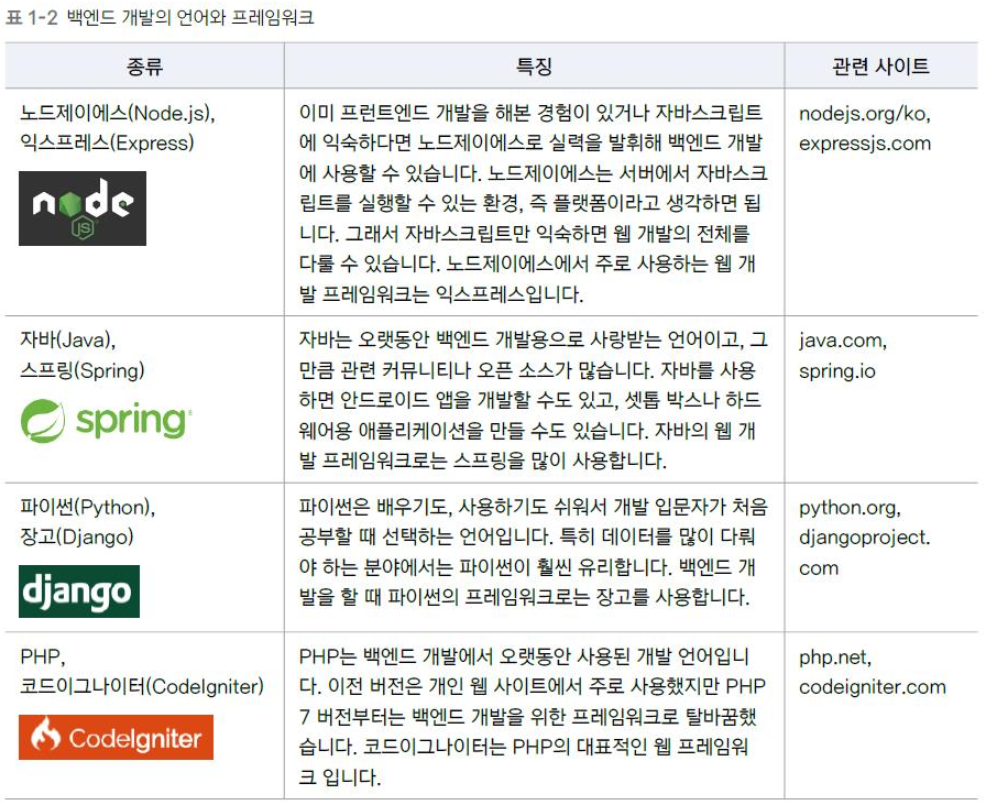 표 1-2 백엔드 개발의 언어와 프레임워크
종류
특징
관련 사이트
노드제이에스(Node.js),
익스프레스(Express)
node
JS
이미 프런트엔드 개발을 해본 경험이 있거나 자바스크립트
에 익숙하다면 노드제이에스로 실력을 발휘해 백엔드 개발
에 사용할 수 있습니다. 노드제이에스는 서버에서 자바스크
립트를 실행할 수 있는 환경, 즉 플랫폼이라고 생각하면 됩
니다. 그래서 자바스크립트만 익숙하면 웹 개발의 전체를
다룰 수 있습니다. 노드제이에스에서 주로 사용하는 웹 개
발 프레임워크는 익스프레스입니다.
nodejs.org/ko,
expressjs.com
자바(Java),
스프링(Spring)
spring
자바는 오랫동안 백엔드 개발용으로 사랑받는 언어이고, 그
만큼 관련 커뮤니티나 오픈 소스가 많습니다. 자바를 사용
하면 안드로이드 앱을 개발할 수도 있고, 셋톱 박스나 하드
웨어용 애플리케이션을 만들 수도 있습니다. 자바의 웹 개
발 프레임워크로는 스프링을 많이 사용합니다.
java.com,
spring.io
파이썬(Python),
장고(Django)
django
파이썬은 배우기도, 사용하기도 쉬워서 개발 입문자가 처음
공부할 때 선택하는 언어입니다. 특히 데이터를 많이 다뤄
야 하는 분야에서는 파이썬이 훨씬 유리합니다. 백엔드 개
발을 할 때 파이썬의 프레임워크로는 장고를 사용합니다.
python.org,
djangoproject.
com
PHP,
코드이그나이터(CodeIgniter)
CodeIgniter
PHP는 백엔드 개발에서 오랫동안 사용된 개발 언어입니
다. 이전 버전은 개인 웹 사이트에서 주로 사용했지만 PHP
7 버전부터는 백엔드 개발을 위한 프레임워크로 탈바꿈했
습니다. 코드이그나이터는 PHP의 대표적인 웹 프레임워
크 입니다.
php.net,
codeigniter.com